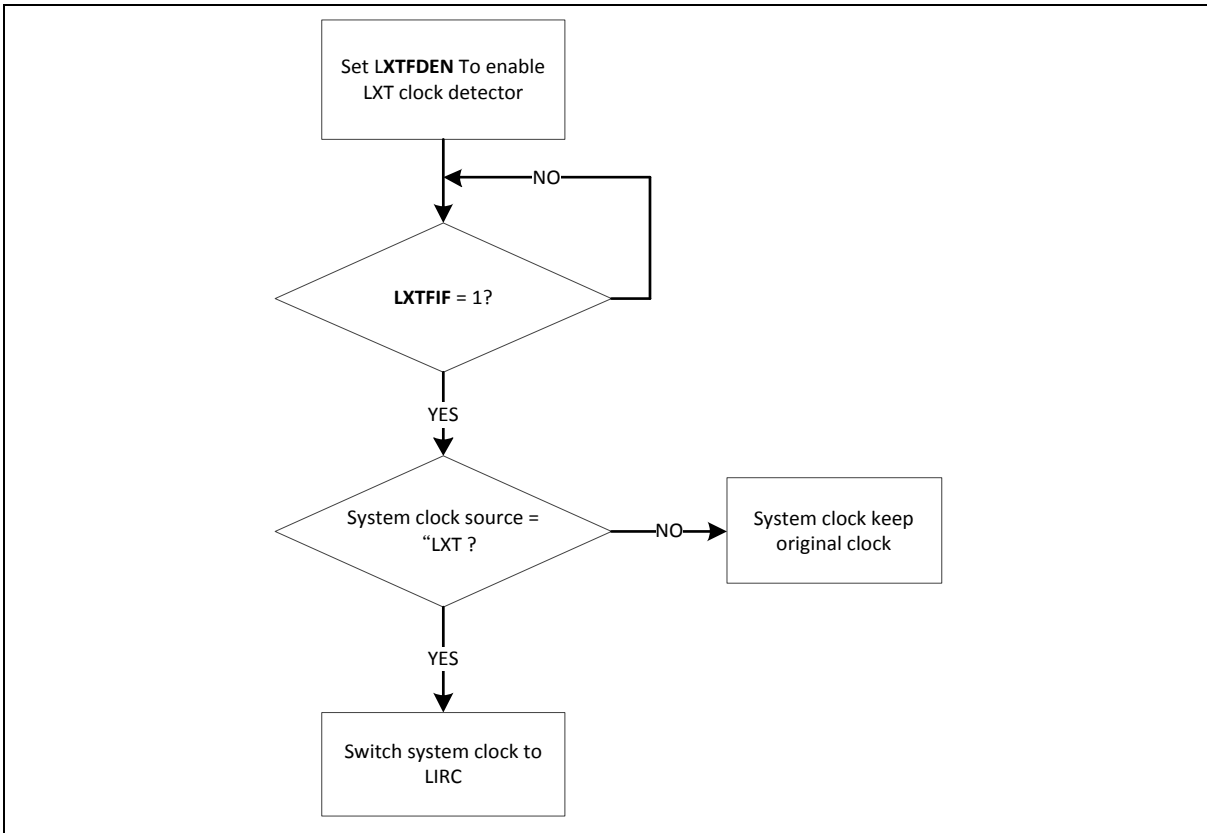 Set LXTFDEN To enable
LXT clock detector
NO
LXTFIF = 1?
YES
System clock source =
“LXT ?
NO
System clock keep
original clock
YES
Switch system clock to
LIRC